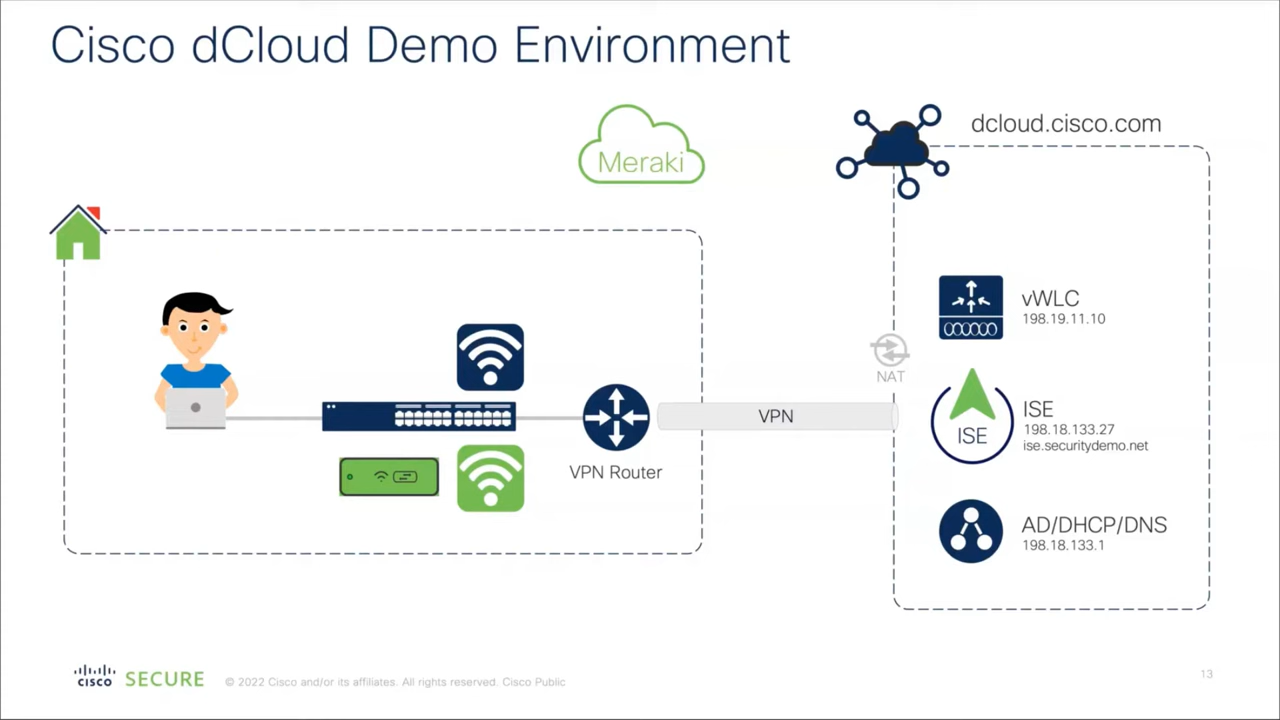 Cisco dCloud Demo Environment
Meraki
dcloud.cisco.com
vWLC
198.19.11.10
NAT
ISE
198.18.133.27
ise.securitydemo.net
ISE
VPN
VPN Router
AD/DHCP/DNS
198.18.133.1
cisco SECURE © 2022 Cisco and/or its affiliates. All rights reserved. Cisco Public
13